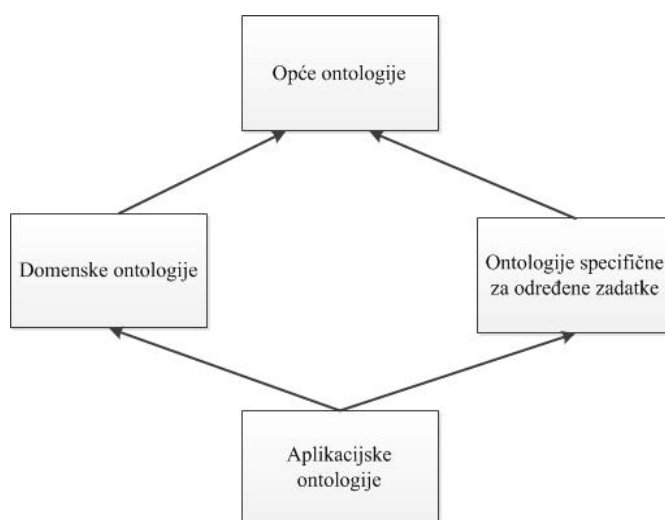 Opće ontologije
Domenske ontologije
Ontologije specifične
za određene zadatke
Aplikacijske
ontologije